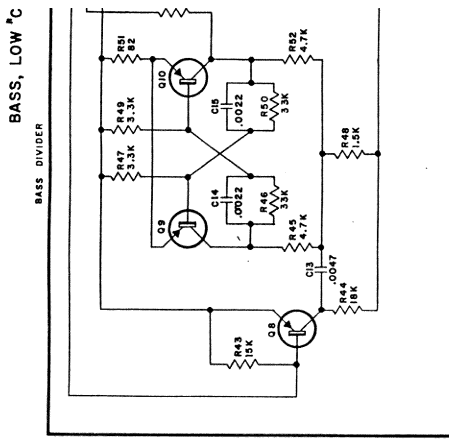 BASS, LOW #C
BASS DIVIDER
R51
82
Q10
R52
4.7K
C15
.0022
R50
33K
R49
3.3K
R47
3.3K
R48
1.5K
C14
.0022
R46
33K
Q9
R45
4.7K
C13
.0047
R44
18K
Q8
R43
15K